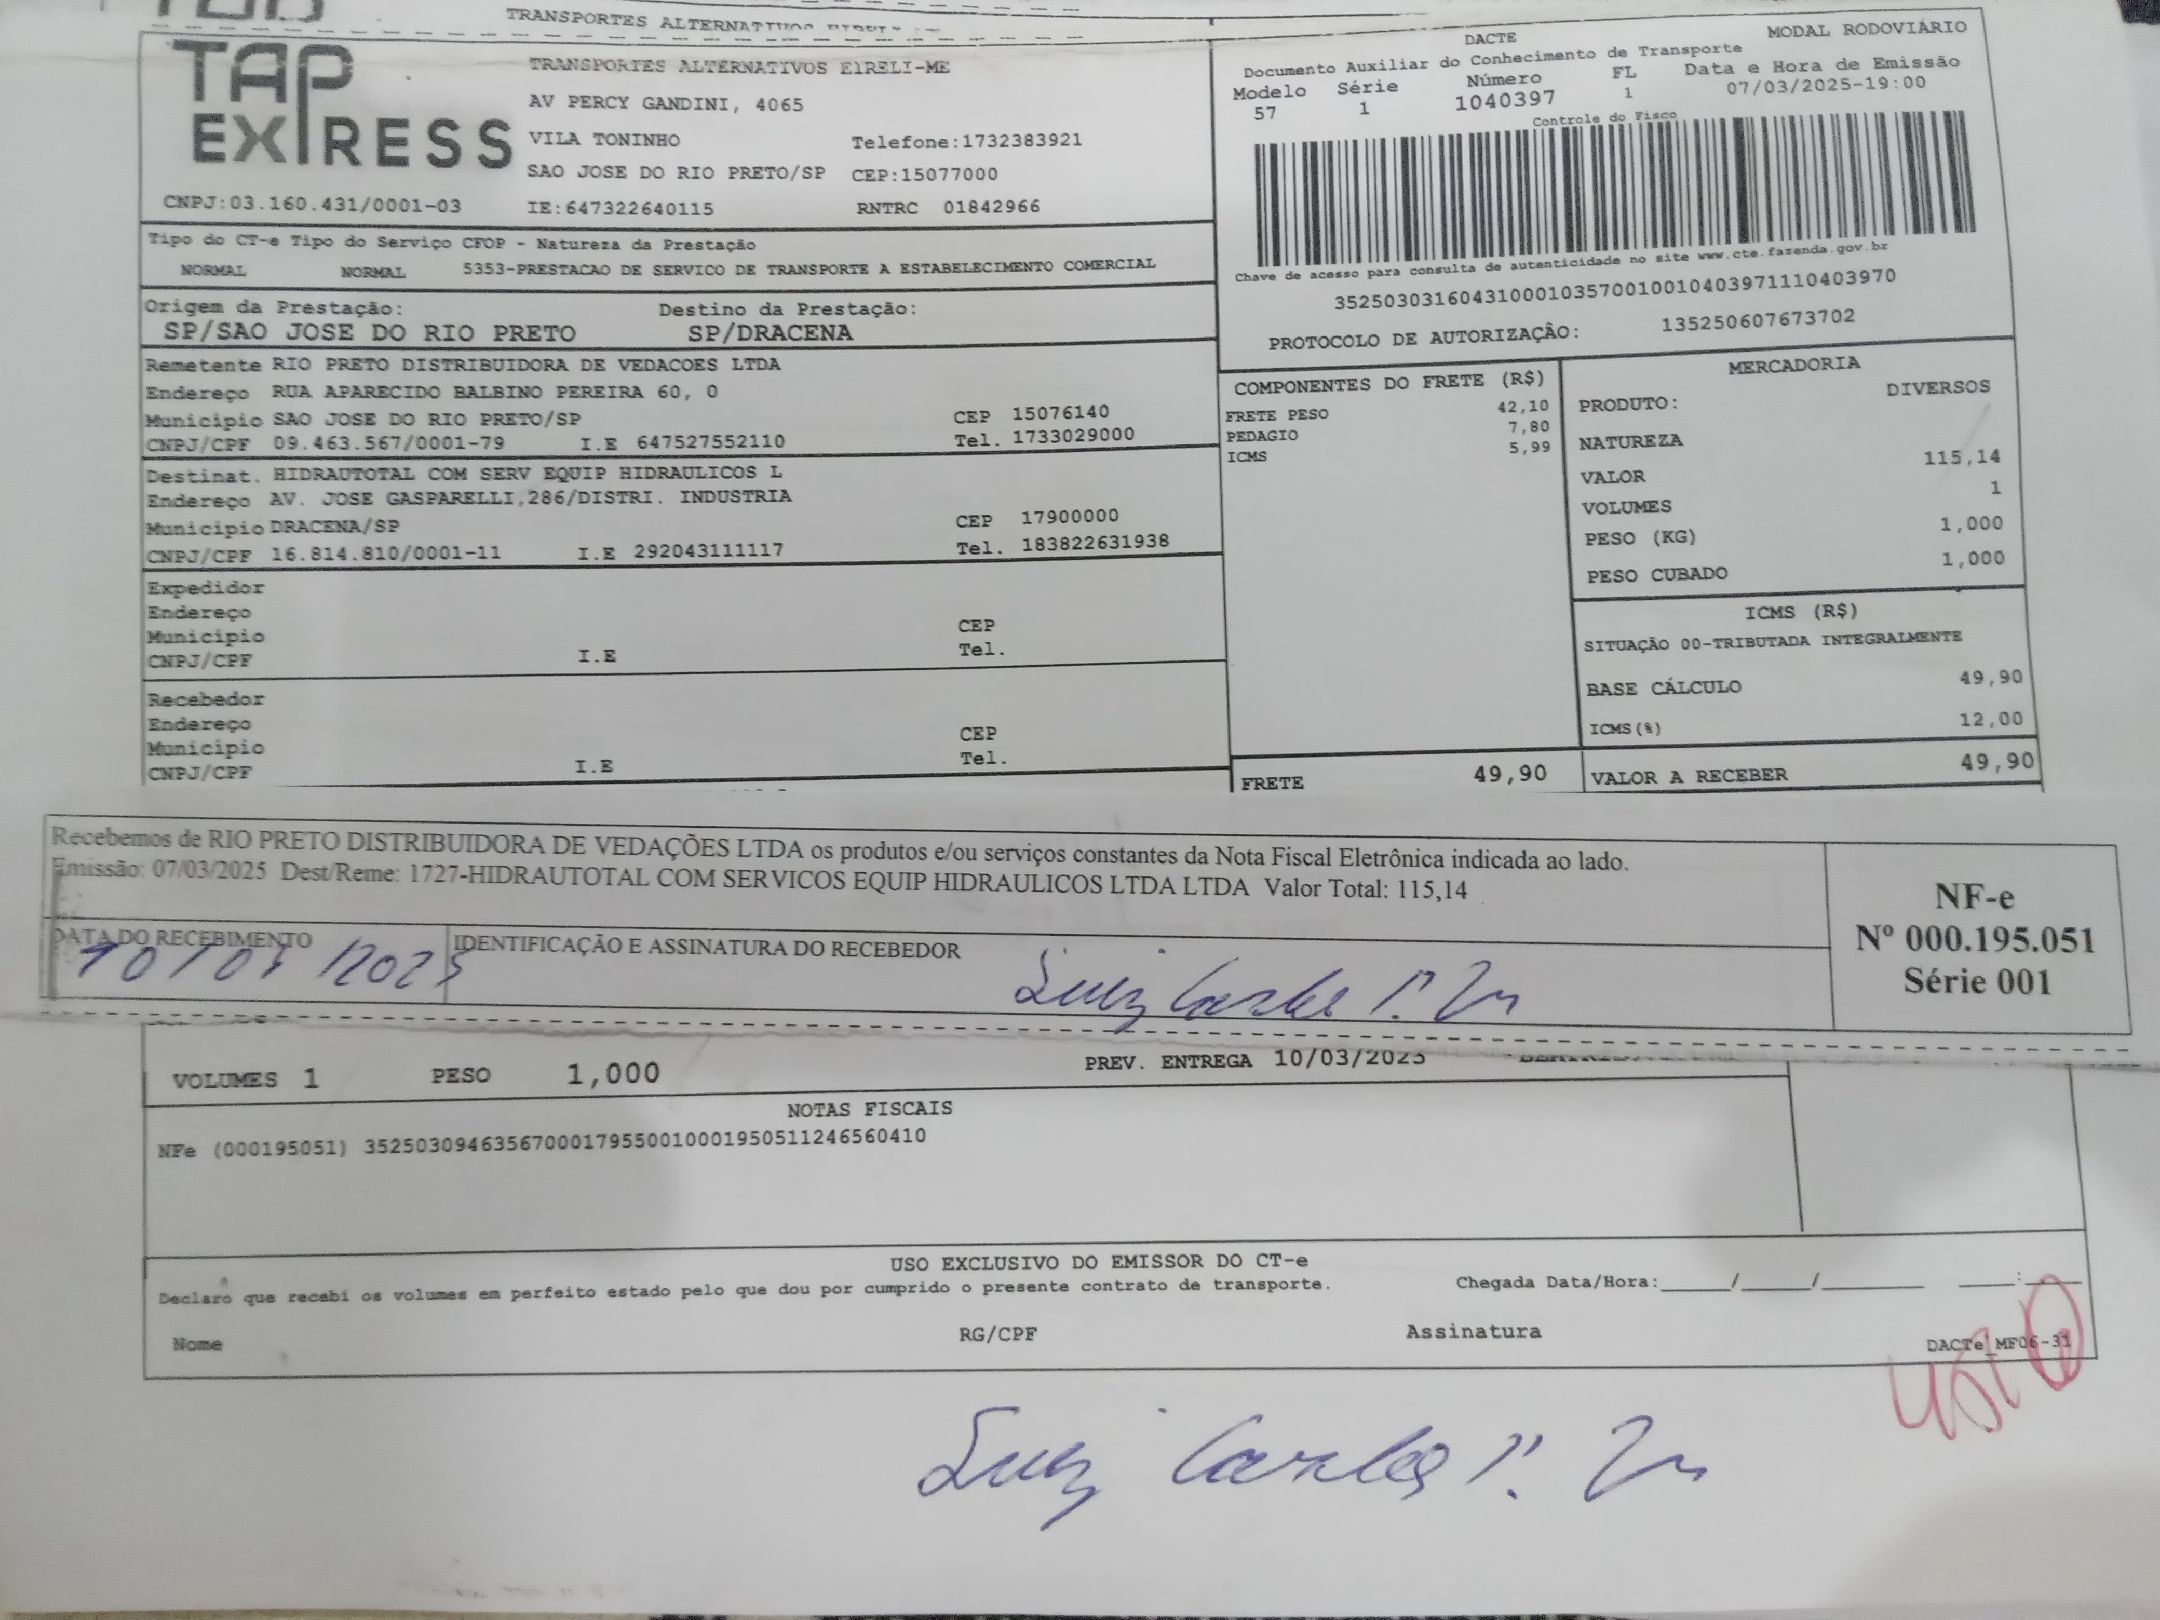 TRANSPORTES ALTERNATIVOS EIRELI-ME
TAP EXPRESS
TRANSPORTES ALTERNATIVOS EIRELI-ME
AV PERCY GANDINI, 4065
VILA TONINHO Telefone:1732383921
SAO JOSE DO RIO PRETO/SP CEP:15077000
CNPJ:03.160.431/0001-03 IE:647322640115 RNTRC 01842966
DACTE MODAL RODOVIÁRIO
Documento Auxiliar do Conhecimento de Transporte
Modelo Série Número FL Data e Hora de Emissão
57 1 1040397 1 07/03/2025-19:00
Controle do Fisco
Chave de acesso para consulta de autenticidade no site www.cte.fazenda.gov.br
35250303160431000103570010010403971110403970
PROTOCOLO DE AUTORIZAÇÃO: 135250607673702
Tipo do CT-e Tipo do Serviço CFOP - Natureza da Prestação
NORMAL NORMAL 5353-PRESTACAO DE SERVICO DE TRANSPORTE A ESTABELECIMENTO COMERCIAL
Origem da Prestação: Destino da Prestação:
SP/SAO JOSE DO RIO PRETO SP/DRACENA
Remetente RIO PRETO DISTRIBUIDORA DE VEDACOES LTDA
Endereço RUA APARECIDO BALBINO PEREIRA 60, 0
Município SAO JOSE DO RIO PRETO/SP CEP 15076140
CNPJ/CPF 09.463.567/0001-79 I.E 647527552110 Tel. 1733029000
Destinat. HIDRAUTOTAL COM SERV EQUIP HIDRAULICOS L
Endereço AV. JOSE GASPARELLI,286/DISTRI. INDUSTRIA
Município DRACENA/SP CEP 17900000
CNPJ/CPF 16.814.810/0001-11 I.E 292043111117 Tel. 183822631938
Expedidor
Endereço
Município CEP
CNPJ/CPF I.E Tel.
Recebedor
Endereço
Município CEP
CNPJ/CPF I.E Tel.
COMPONENTES DO FRETE (R$)
FRETE PESO 42,10
PEDAGIO 7,80
ICMS 5,99
FRETE 49,90
MERCADORIA
PRODUTO: DIVERSOS
NATUREZA
VALOR 115,14
VOLUMES 1
PESO (KG) 1,000
PESO CUBADO 1,000
ICMS (R$)
SITUAÇÃO 00-TRIBUTADA INTEGRALMENTE
BASE CÁLCULO 49,90
ICMS(%) 12,00
VALOR A RECEBER 49,90
Recebemos de RIO PRETO DISTRIBUIDORA DE VEDAÇÕES LTDA os produtos e/ou serviços constantes da Nota Fiscal Eletrônica indicada ao lado.
Emissão: 07/03/2025 Dest/Reme: 1727-HIDRAUTOTAL COM SERVICOS EQUIP HIDRAULICOS LTDA LTDA Valor Total: 115,14
DATA DO RECEBIMENTO IDENTIFICAÇÃO E ASSINATURA DO RECEBEDOR
Luiz Carlos P.
NF-e
Nº 000.195.051
Série 001
VOLUMES 1 PESO 1,000 PREV. ENTREGA 10/03/2025
NOTAS FISCAIS
NFe (000195051) 35250309463567000179550010001950511246560410
USO EXCLUSIVO DO EMISSOR DO CT-e
Declaro que recebi os volumes em perfeito estado pelo que dou por cumprido o presente contrato de transporte. Chegada Data/Hora:_____/_____/_______ ____:____
Nome RG/CPF Assinatura DACTe_MF06-31
Luiz Carlos P.